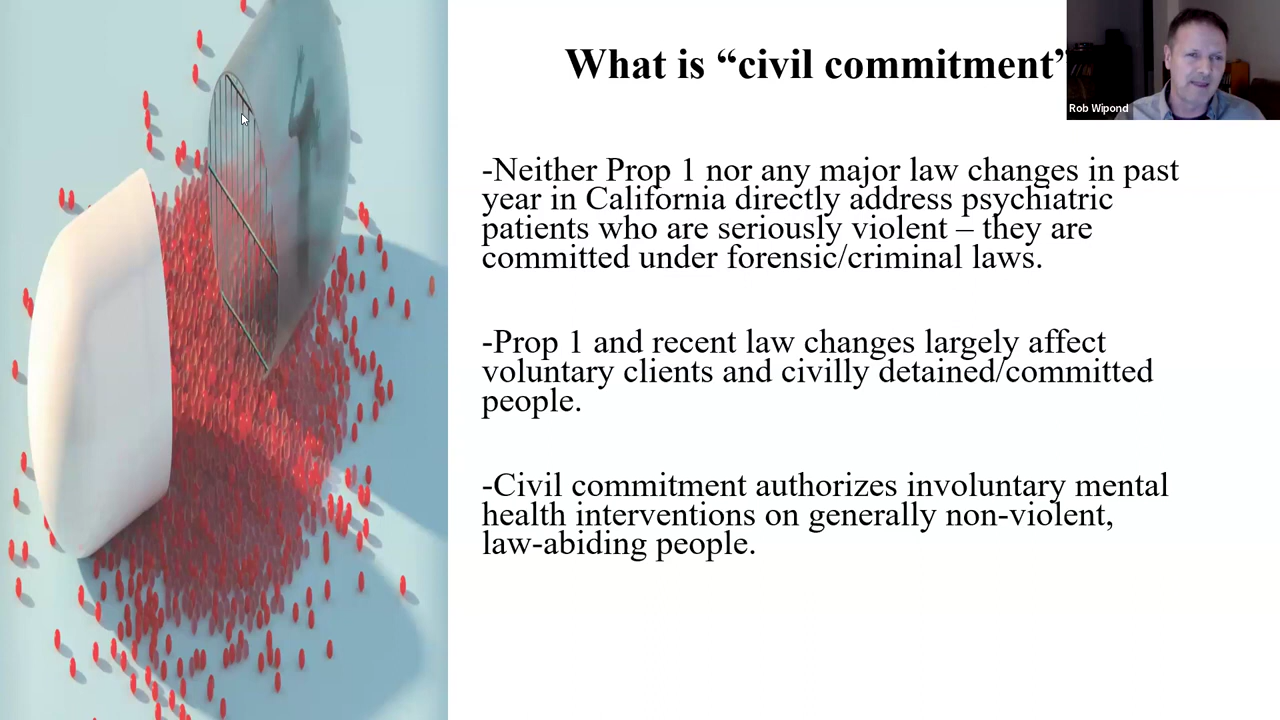 What is “civil commitment”
Rob Wipond
-Neither Prop 1 nor any major law changes in past
year in California directly address psychiatric
patients who are seriously violent – they are
committed under forensic/criminal laws.
-Prop 1 and recent law changes largely affect
voluntary clients and civilly detained/committed
people.
-Civil commitment authorizes involuntary mental
health interventions on generally non-violent,
law-abiding people.